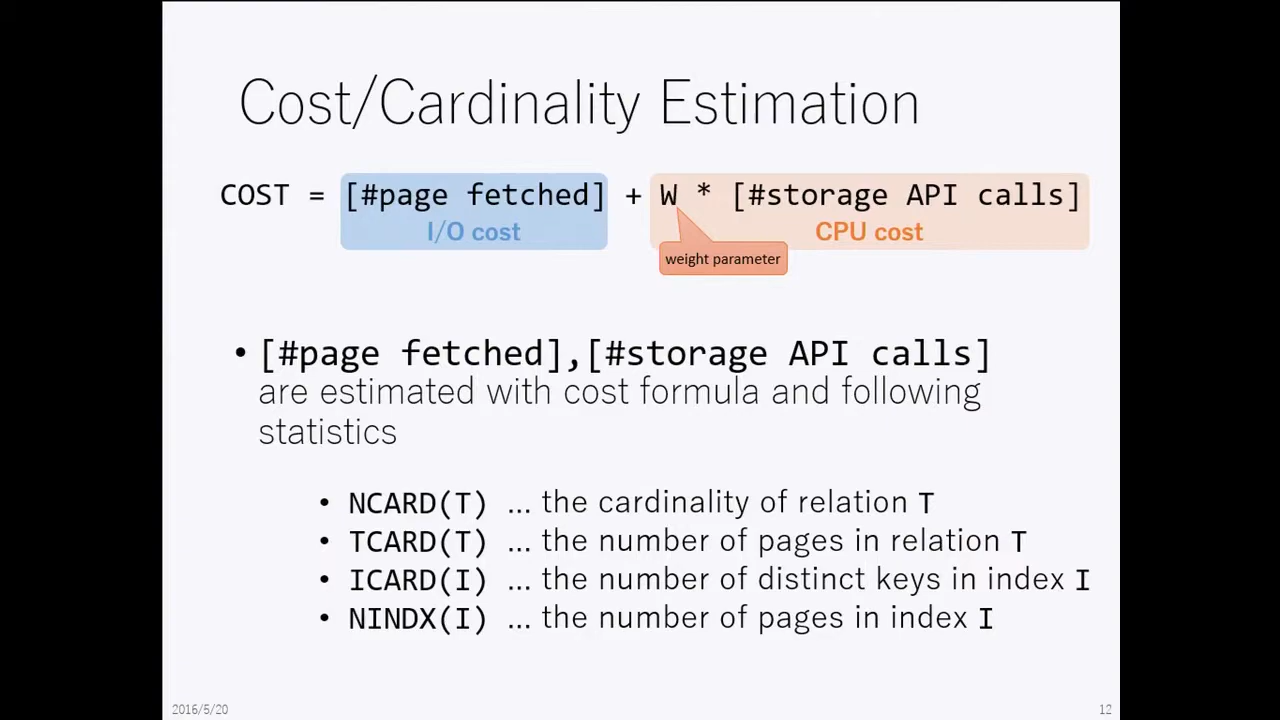 Cost/Cardinality Estimation
COST = [#page fetched] + W * [#storage API calls]
I/O cost
CPU cost
weight parameter
• [#page fetched],[#storage API calls]
are estimated with cost formula and following
statistics
• NCARD(T) ... the cardinality of relation T
• TCARD(T) ... the number of pages in relation T
• ICARD(I) ... the number of distinct keys in index I
• NINDX(I) ... the number of pages in index I
2016/5/20
12